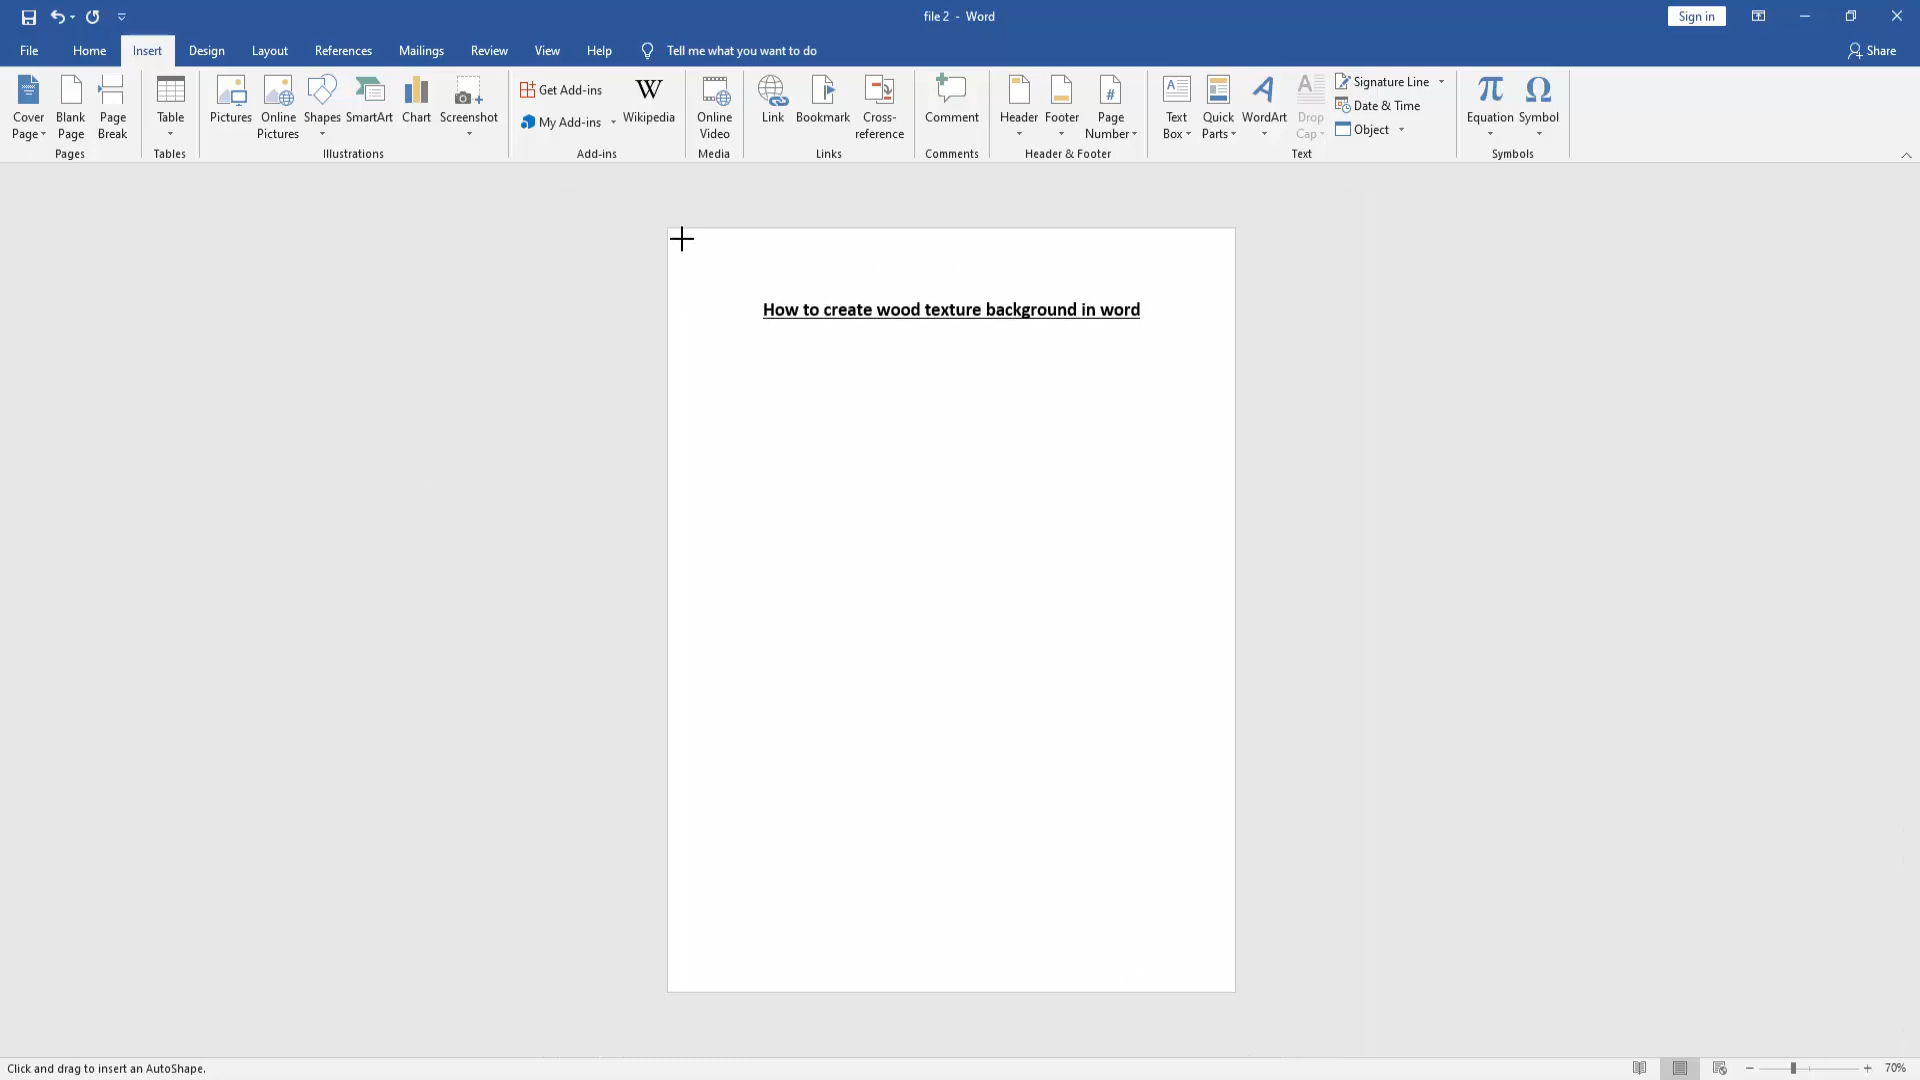 file 2 - Word
Sign in
File Home Insert Design Layout References Mailings Review View Help Tell me what you want to do Share
Cover Page
Blank Page
Page Break
Pages
Table
Tables
Pictures
Online Pictures
Shapes
SmartArt
Chart
Screenshot
Illustrations
Get Add-ins
My Add-ins
W
Wikipedia
Add-ins
Online Video
Media
Link
Bookmark
Cross-reference
Links
Comment
Comments
Header
Footer
#
Page Number
Header & Footer
A
Text Box
Quick Parts
A
WordArt
A
Drop Cap
Signature Line
Date & Time
Object
Text
π
Equation
Ω
Symbol
Symbols
How to create wood texture background in word
Click and drag to insert an AutoShape.
70%